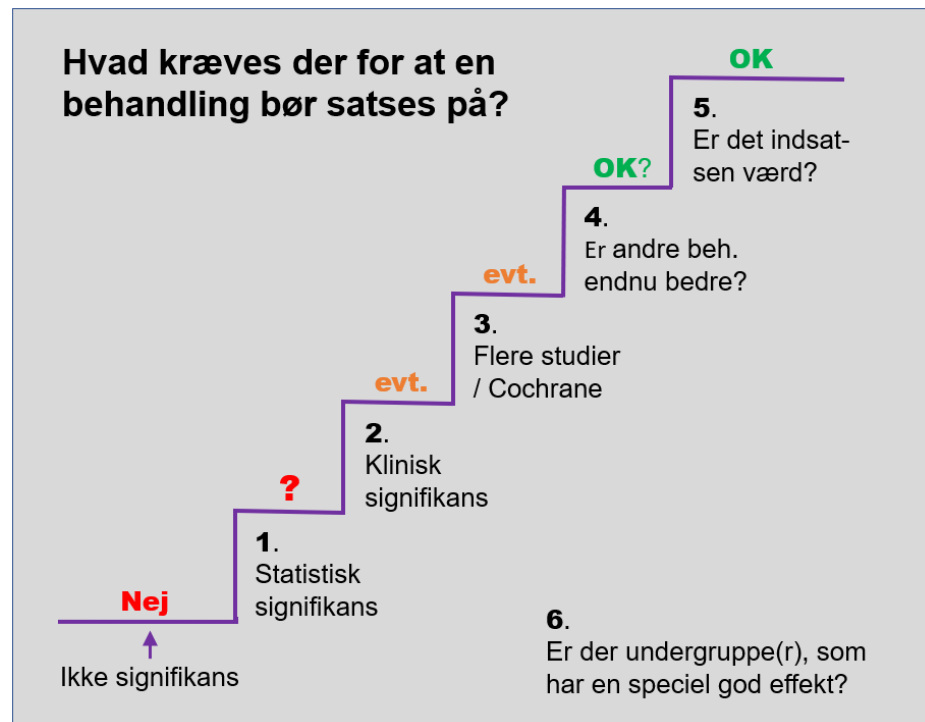 Hvad kræves der for at en
behandling bør satses på?
OK
5.
Er det indsat-
sen værd?
OK?
4.
Er andre beh.
endnu bedre?
evt.
3.
Flere studier
/ Cochrane
evt.
2.
Klinisk
signifikans
?
1.
Statistisk
signifikans
Nej
Ikke signifikans
6.
Er der undergruppe(r), som
har en speciel god effekt?